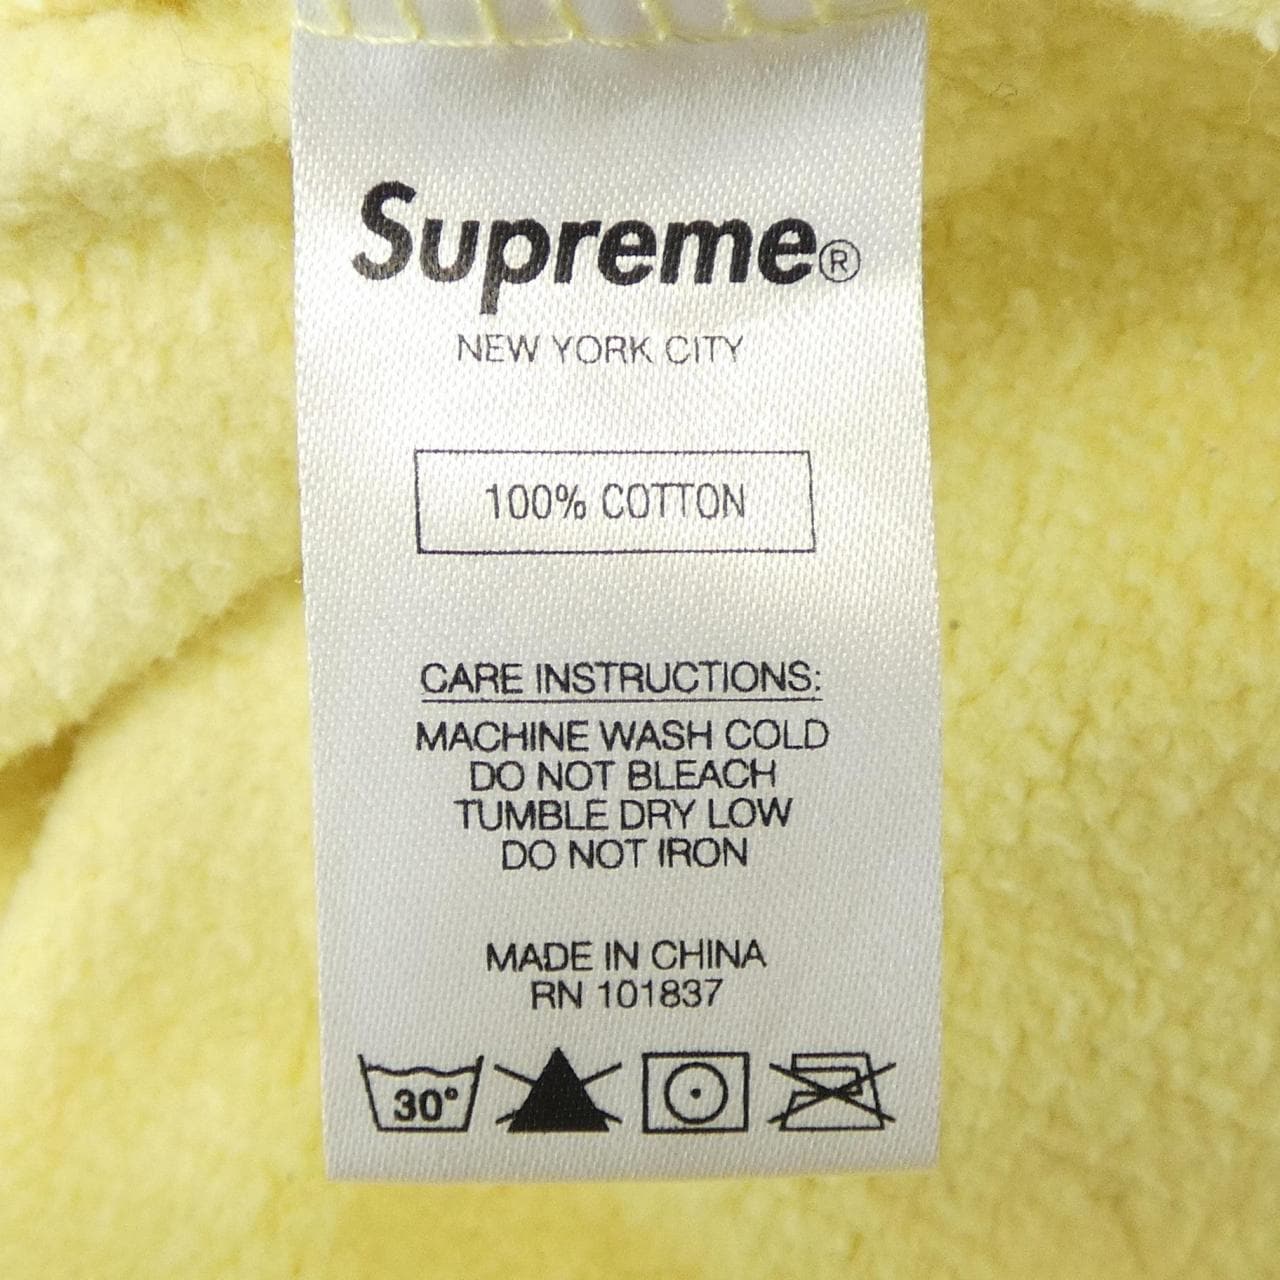 Supreme®
NEW YORK CITY
100% COTTON
CARE INSTRUCTIONS:
MACHINE WASH COLD
DO NOT BLEACH
TUMBLE DRY LOW
DO NOT IRON
MADE IN CHINA
RN 101837
30°